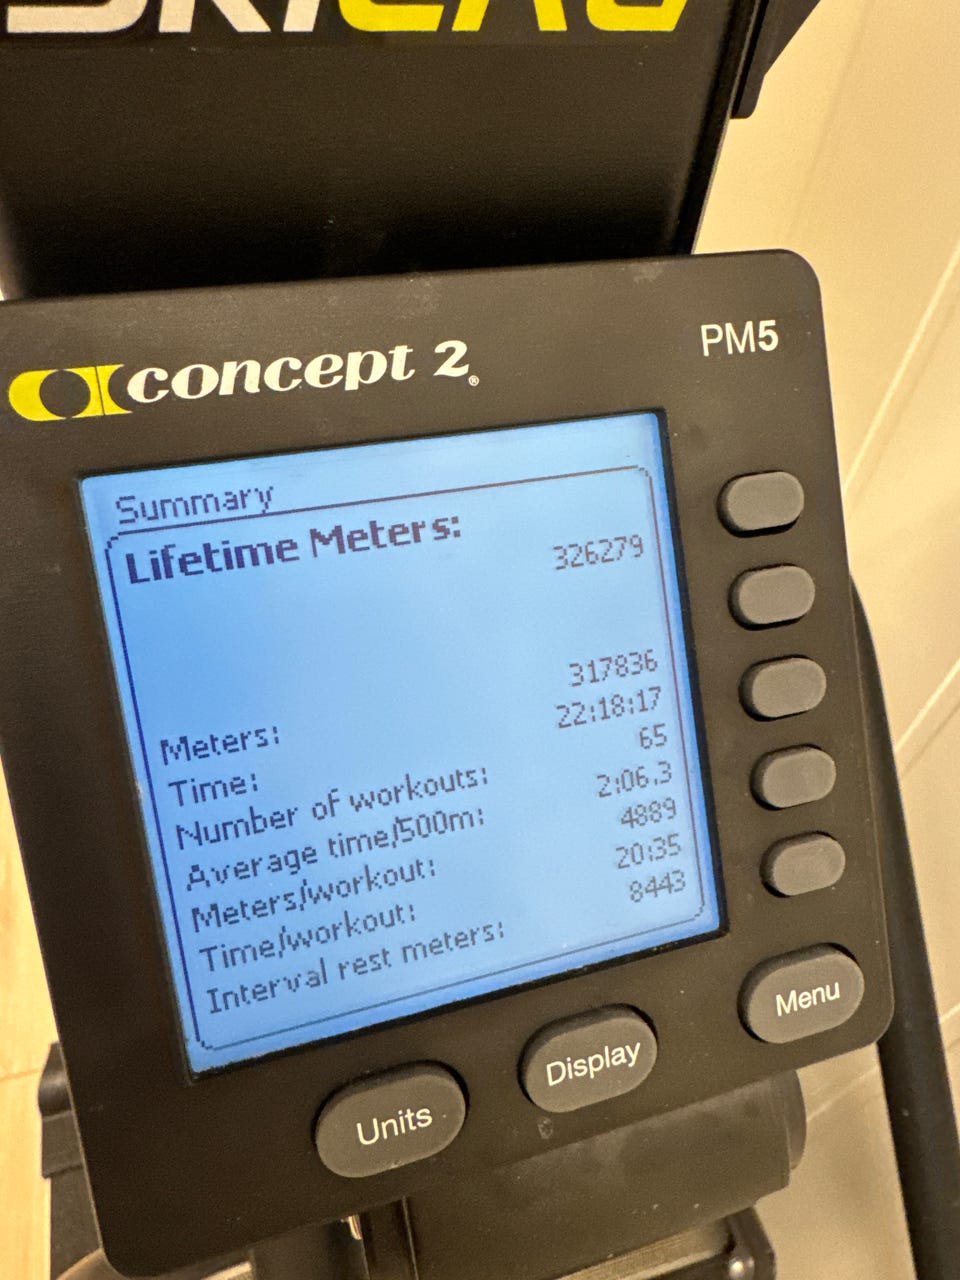 SKIERG
concept 2®
PM5
Summary
Lifetime Meters:
326279
Meters: 317836
Time: 22:18:17
Number of workouts: 65
Average time/500m: 2:06.3
Meters/workout: 4889
Time/workout: 20:35
Interval rest meters: 8443
Units
Display
Menu